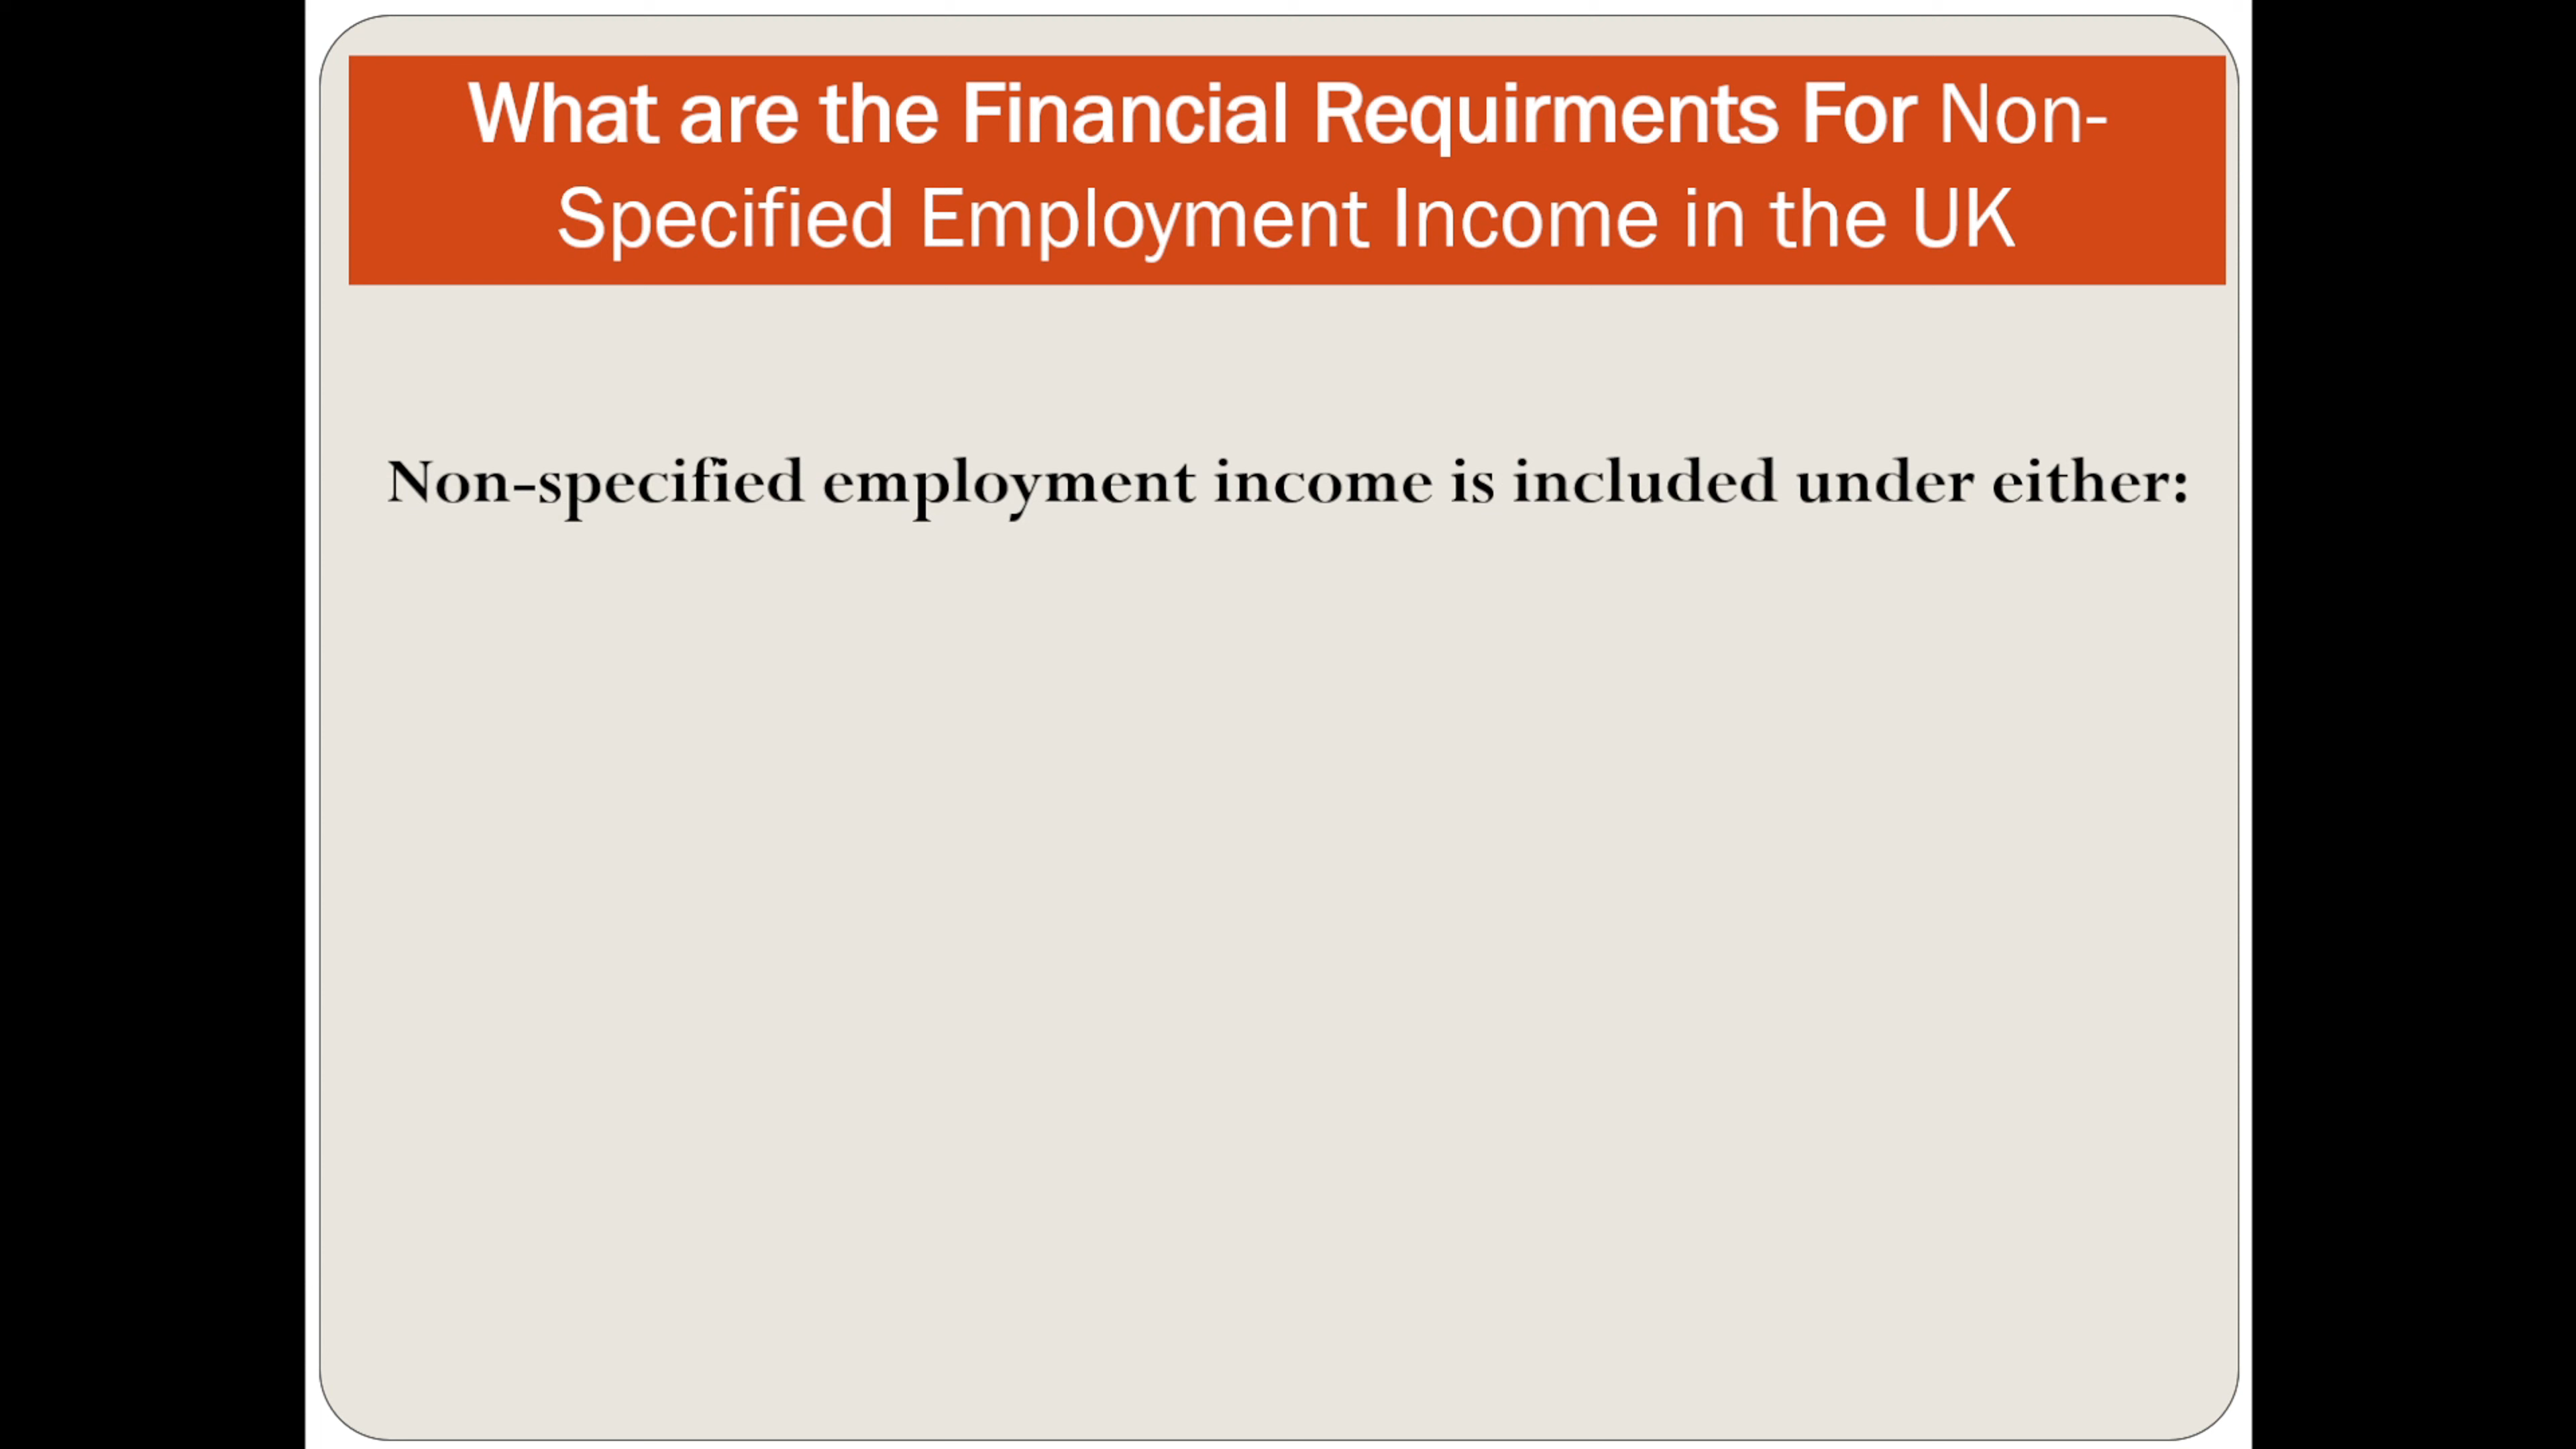 What are the Financial Requirments For Non-
Specified Employment Income in the UK
Non-specified employment income is included under either: